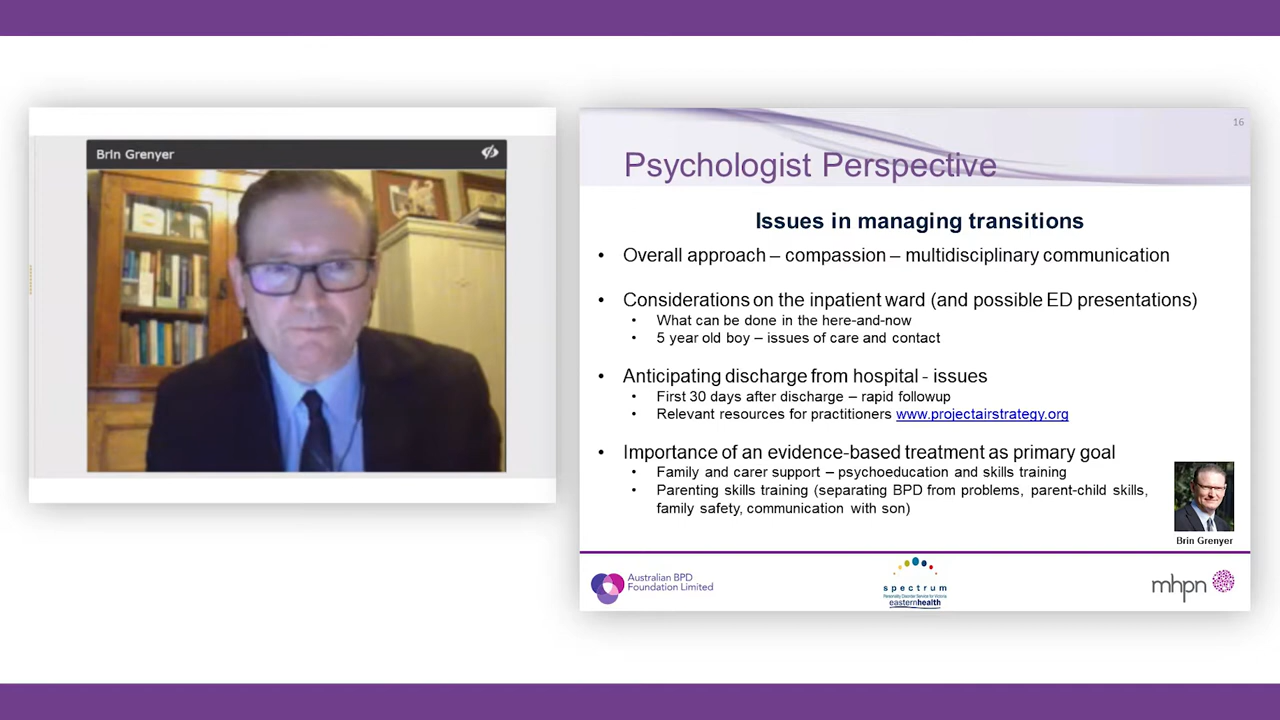 Brin Grenyer
16
Psychologist Perspective
Issues in managing transitions
• Overall approach – compassion – multidisciplinary communication
• Considerations on the inpatient ward (and possible ED presentations)
• What can be done in the here-and-now
• 5 year old boy – issues of care and contact
• Anticipating discharge from hospital - issues
• First 30 days after discharge – rapid followup
• Relevant resources for practitioners www.projectairstrategy.org
• Importance of an evidence-based treatment as primary goal
• Family and carer support – psychoeducation and skills training
• Parenting skills training (separating BPD from problems, parent-child skills,
family safety, communication with son)
Brin Grenyer
Australian BPD
Foundation Limited
spectrum
Personality Disorder Service for Victoria
easternhealth
mhpn